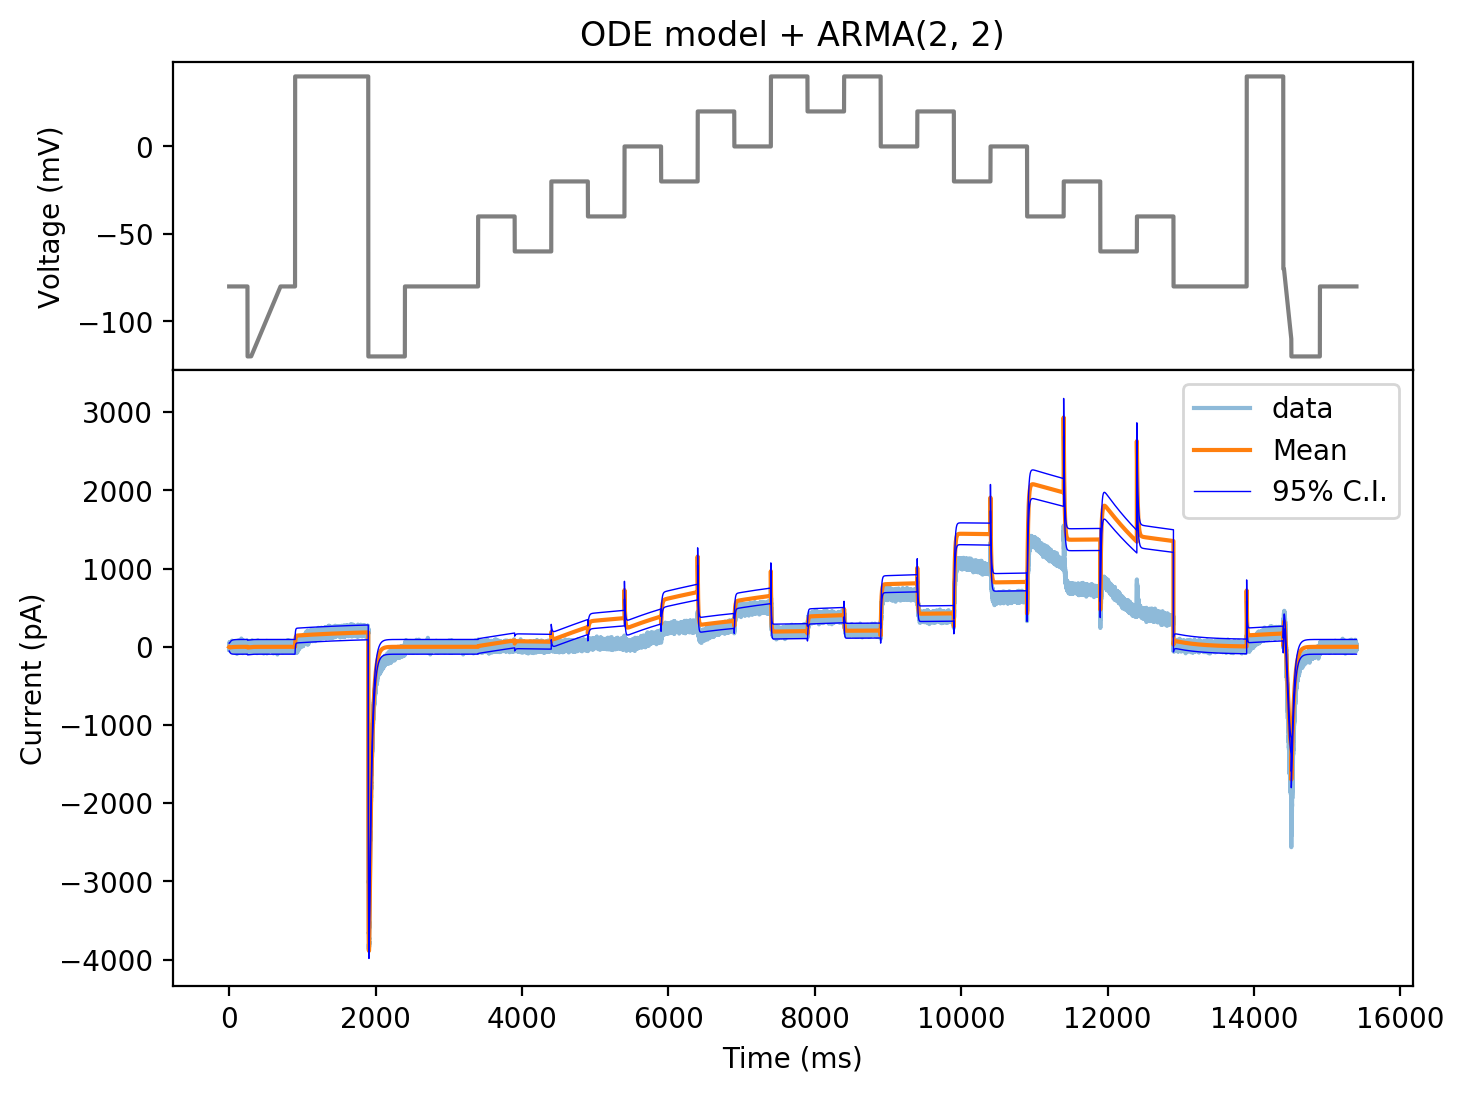 ODE model + ARMA(2, 2)
Voltage (mV)
0
−50
−100
Current (pA)
3000
2000
1000
0
−1000
−2000
−3000
−4000
data
Mean
95% C.I.
0 2000 4000 6000 8000 10000 12000 14000 16000
Time (ms)